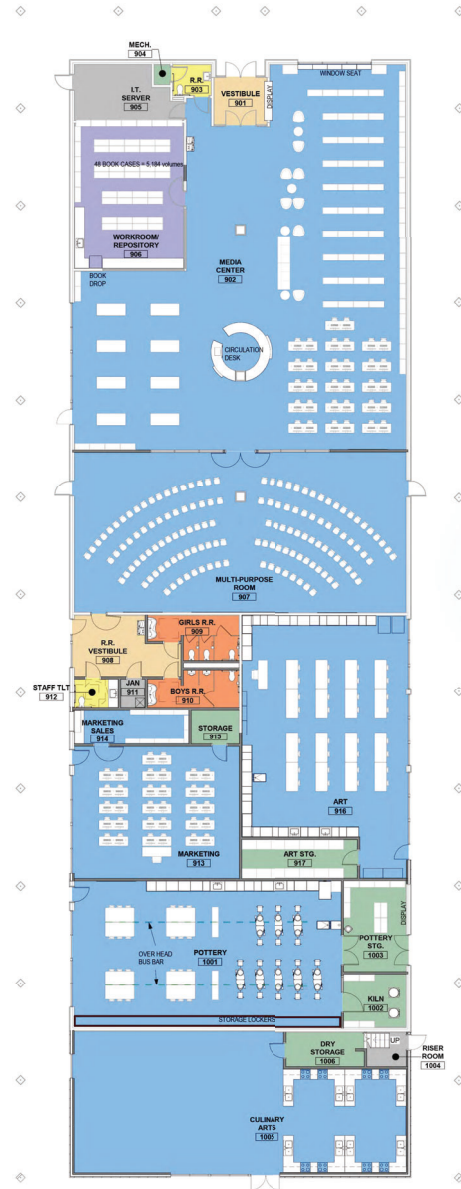 MECH.
904
R.R.
903
VESTIBULE
901
DISPLAY
WINDOW SEAT
I.T.
SERVER
905
48 BOOK CASES = 5,184 volumes
WORKROOM/
REPOSITORY
906
BOOK
DROP
MEDIA
CENTER
902
CIRCULATION
DESK
MULTI-PURPOSE
ROOM
907
GIRLS R.R.
909
R.R.
VESTIBULE
908
STAFF TLT
912
JAN
911
BOYS R.R.
910
MARKETING
SALES
914
STORAGE
912
MARKETING
913
ART
916
ART STG.
917
POTTERY
1001
OVER HEAD
BUS BAR
STORAGE LOCKERS
DISPLAY
POTTERY
STG.
1003
KILN
1002
DRY
STORAGE
1006
UP
RISER
ROOM
1004
CULINARY
ARTS
1005